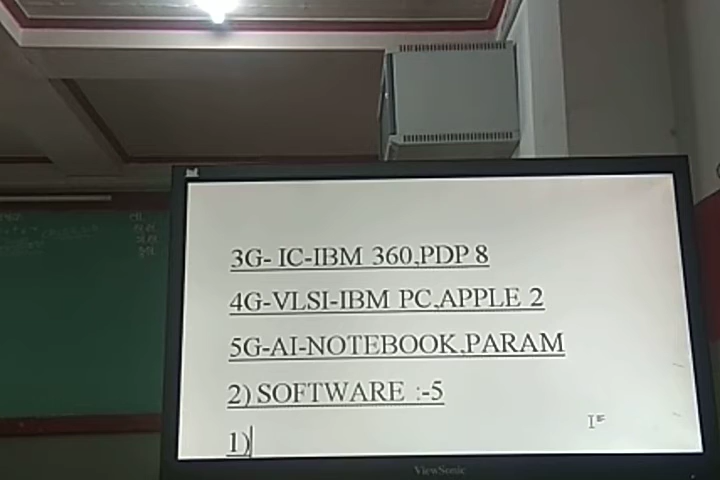 3G- IC-IBM 360,PDP 8
4G-VLSI-IBM PC,APPLE 2
5G-AI-NOTEBOOK,PARAM
2) SOFTWARE :-5
1)
ViewSonic